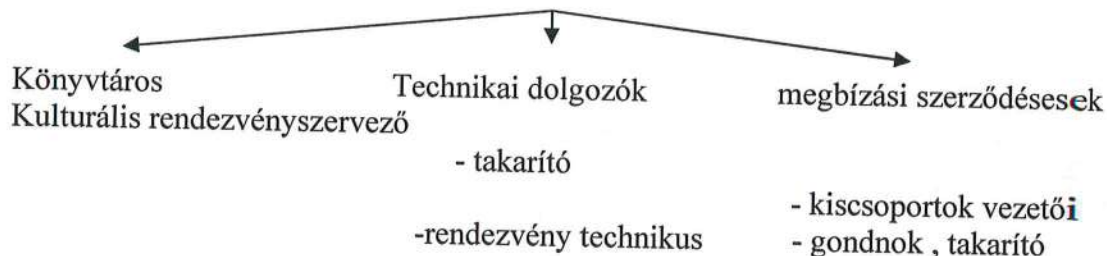 Könyvtáros
Kulturális rendezvényszervező
Technikai dolgozók
- takarító
-rendezvény technikus
megbízási szerződésesek
- kiscsoportok vezetői
- gondnok , takarító